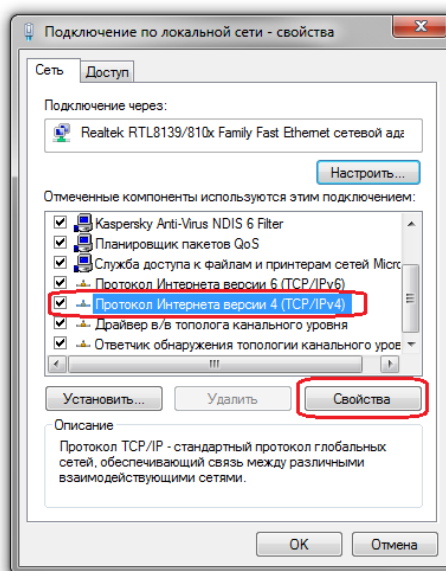 Подключение по локальной сети - свойства
Сеть
Доступ
Подключение через:
Realtek RTL8139/810x Family Fast Ethernet сетевой ада
Настроить...
Отмеченные компоненты используются этим подключением:
Kaspersky Anti-Virus NDIS 6 Filter
Планировщик пакетов QoS
Служба доступа к файлам и принтерам сетей Micro
Протокол Интернета версии 6 (TCP/IPv6)
Протокол Интернета версии 4 (TCP/IPv4)
Драйвер в/в тополога канального уровня
Ответчик обнаружения топологии канального уров
Установить...
Удалить
Свойства
Описание
Протокол TCP/IP - стандартный протокол глобальных
сетей, обеспечивающий связь между различными
взаимодействующими сетями.
OK
Отмена